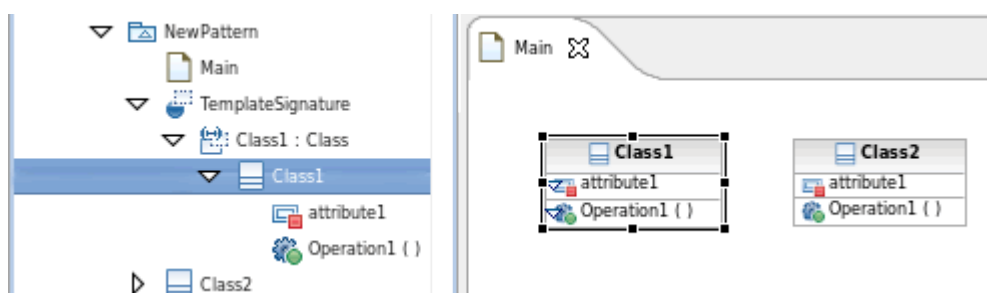 NewPattern
Main
TemplateSignature
Class1 : Class
Class1
attribute1
Operation1 ( )
Class2
Main
Class1
attribute1
Operation1 ( )
Class2
attribute1
Operation1 ( )